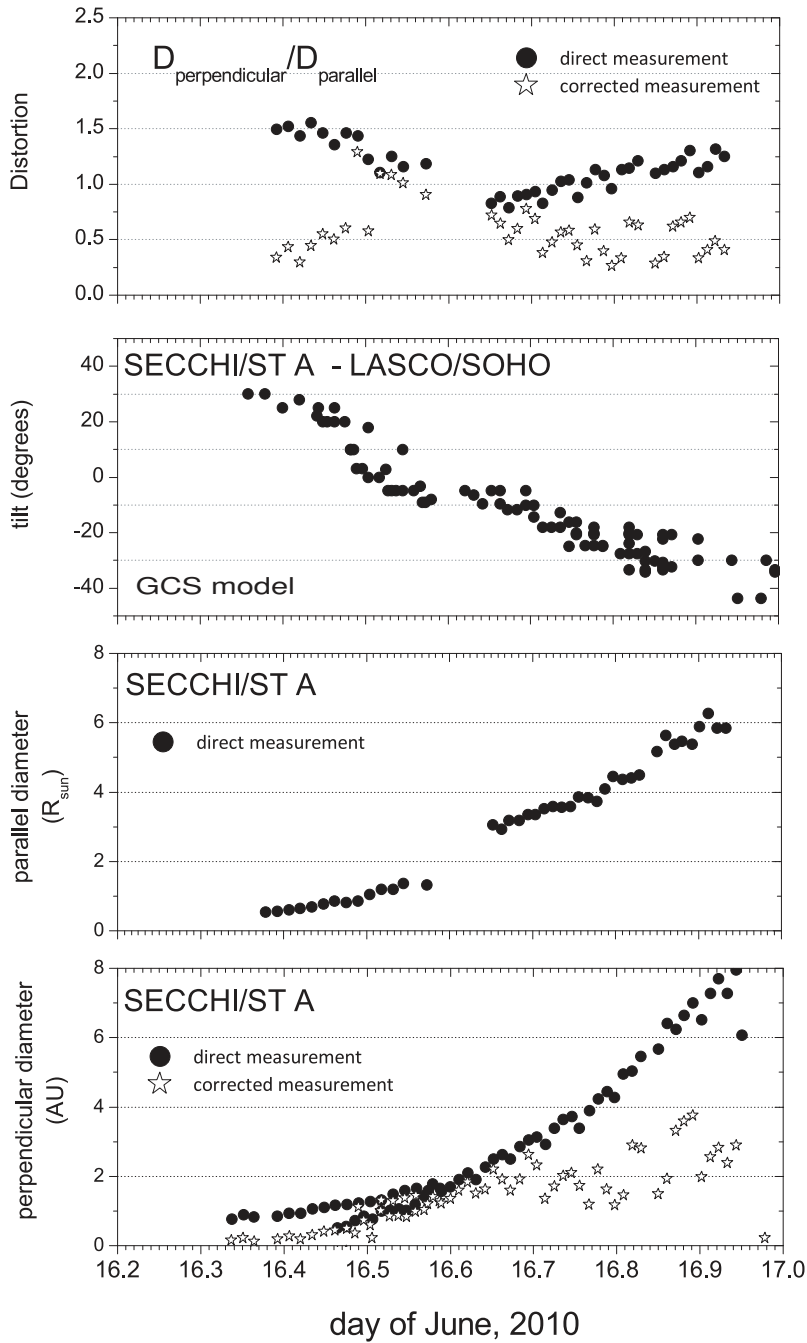 2.5
2.0
1.5
1.0
0.5
0.0
Distortion
D perpendicular/D parallel
direct measurement
corrected measurement
40
20
0
-20
-40
tilt (degrees)
SECCHI/ST A - LASCO/SOHO
GCS model
8
6
4
2
0
parallel diameter
(R sun)
SECCHI/ST A
direct measurement
8
6
4
2
0
perpendicular diameter
(AU)
SECCHI/ST A
direct measurement
corrected measurement
16.2 16.3 16.4 16.5 16.6 16.7 16.8 16.9 17.0
day of June, 2010